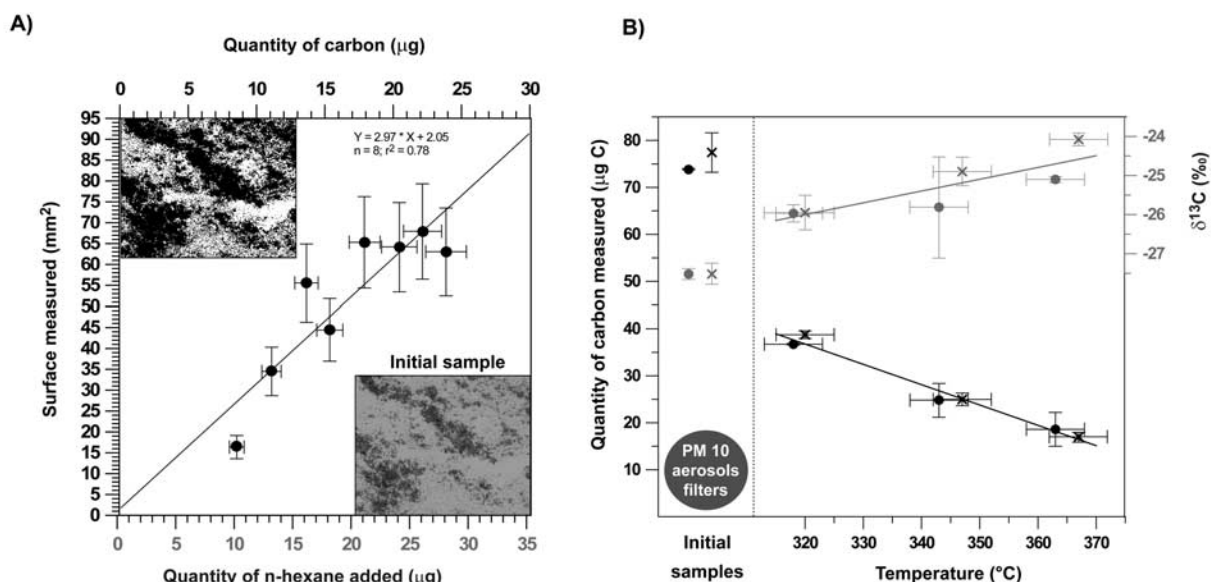 A)
Quantity of carbon (μg)
0 5 10 15 20 25 30
Surface measured (mm²)
95
90
85
80
75
70
65
60
55
50
45
40
35
30
25
20
15
10
5
0
Y = 2.97 * X + 2.05
n = 8; r² = 0.78
Initial sample
0 5 10 15 20 25 30 35
Quantity of n-hexane added (μg)
B)
Quantity of carbon measured (μg C)
80
70
60
50
40
30
20
10
-24
-25
-26
-27
δ¹³C (‰)
PM 10
aerosols
filters
Initial
samples
320 330 340 350 360 370
Temperature (°C)